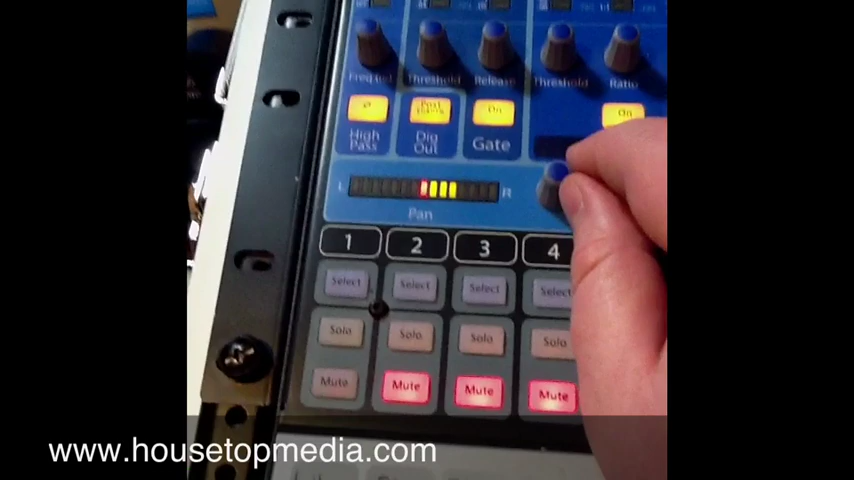 Threshold Release Threshold Ratio
Post
On
On
High
Pass
Dig
Out
Gate
L
R
Pan
1 2 3 4
Select Select Select Select
Solo Solo Solo Solo
Mute Mute Mute Mute
www.housetopmedia.com